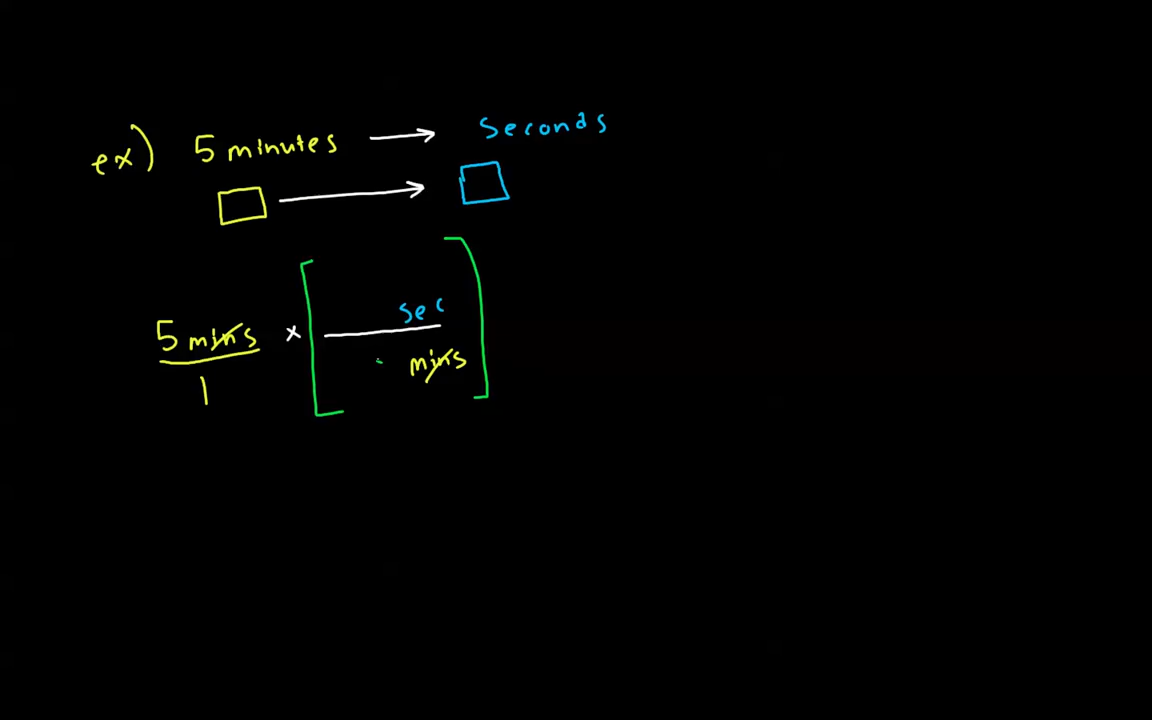 ex) 5 minutes → seconds
5 mins × [ sec
1 mins ]